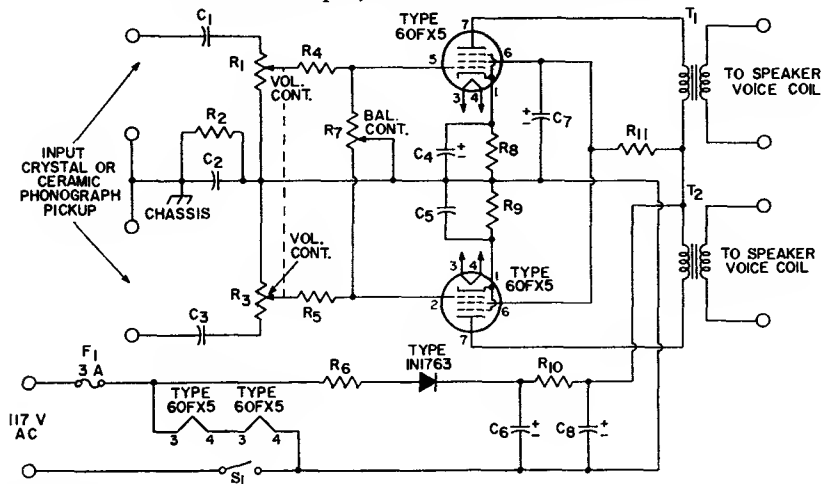 TYPE
60FX5
7
T1
C1
R1
R4
5
6
TO SPEAKER
VOICE COIL
VOL.
CONT.
3 4
1
INPUT
CRYSTAL OR
CERAMIC
PHONOGRAPH
PICKUP
R2
C2
CHASSIS
R7
BAL.
CONT.
C4
+
-
R8
+
-
C7
R11
T2
C5
R9
VOL.
CONT.
R3
R5
C3
3 4
1
TYPE
60FX5
2
6
7
TO SPEAKER
VOICE COIL
F1
3 A
117 V
AC
TYPE
60FX5
TYPE
60FX5
3 4 3 4
S1
R6
TYPE
IN1763
R10
C6
+
-
C8
+
-